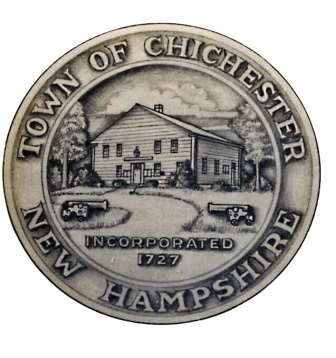 TOWN OF CHICHESTER
INCORPORATED
1727
NEW HAMPSHIRE